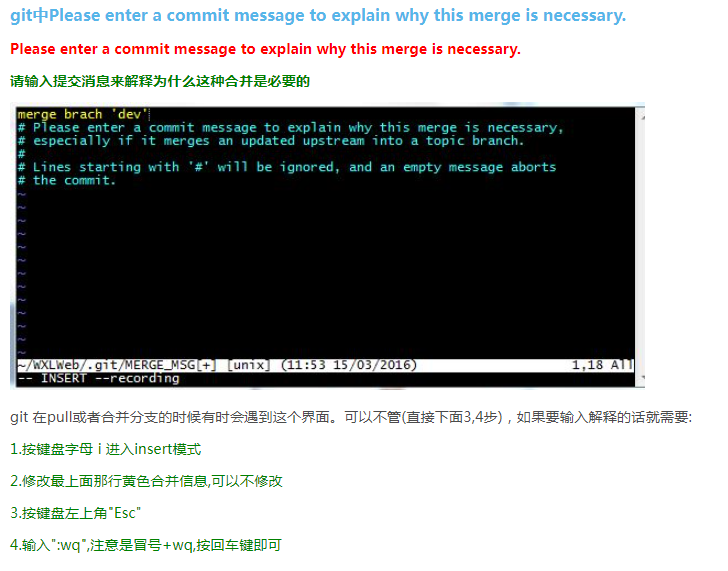 git中Please enter a commit message to explain why this merge is necessary.
Please enter a commit message to explain why this merge is necessary.
请输入提交消息来解释为什么这种合并是必要的
merge brach 'dev'
# Please enter a commit message to explain why this merge is necessary,
# especially if it merges an updated upstream into a topic branch.
#
# Lines starting with '#' will be ignored, and an empty message aborts
# the commit.
~
~
~
~
~
~
~
~
~
~
~
~
~
~/WXLWeb/.git/MERGE_MSG[+] [unix] (11:53 15/03/2016) 1,18 All
-- INSERT --recording
git 在pull或者合并分支的时候有时会遇到这个界面。可以不管(直接下面3,4步)，如果要输入解释的话就需要:
1.按键盘字母 i 进入insert模式
2.修改最上面那行黄色合并信息,可以不修改
3.按键盘左上角"Esc"
4.输入":wq",注意是冒号+wq,按回车键即可